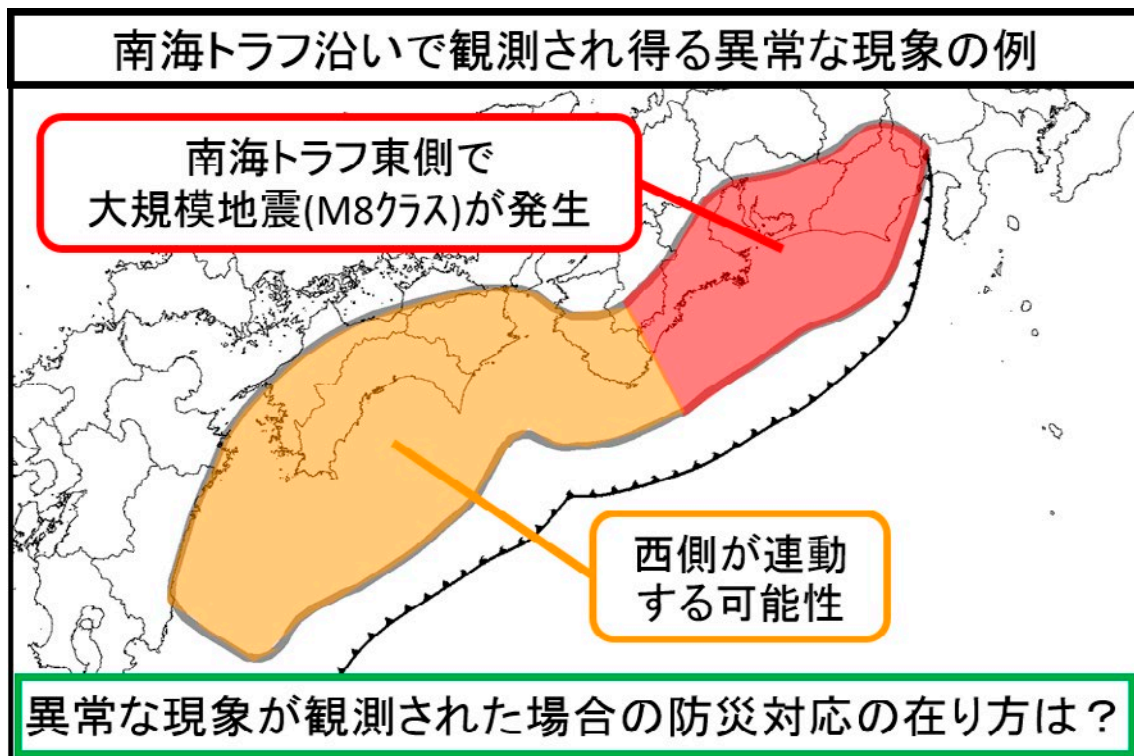 南海トラフ沿いで観測され得る異常な現象の例
南海トラフ東側で
大規模地震(M8クラス)が発生
西側が連動
する可能性
異常な現象が観測された場合の防災対応の在り方は？